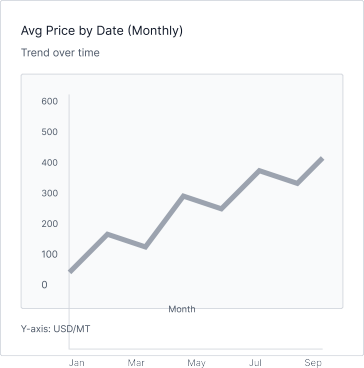 Avg Price by Date (Monthly)
Trend over time
600
500
400
300
200
100
0
Month
Y-axis: USD/MT
Jan Mar May Jul Sep